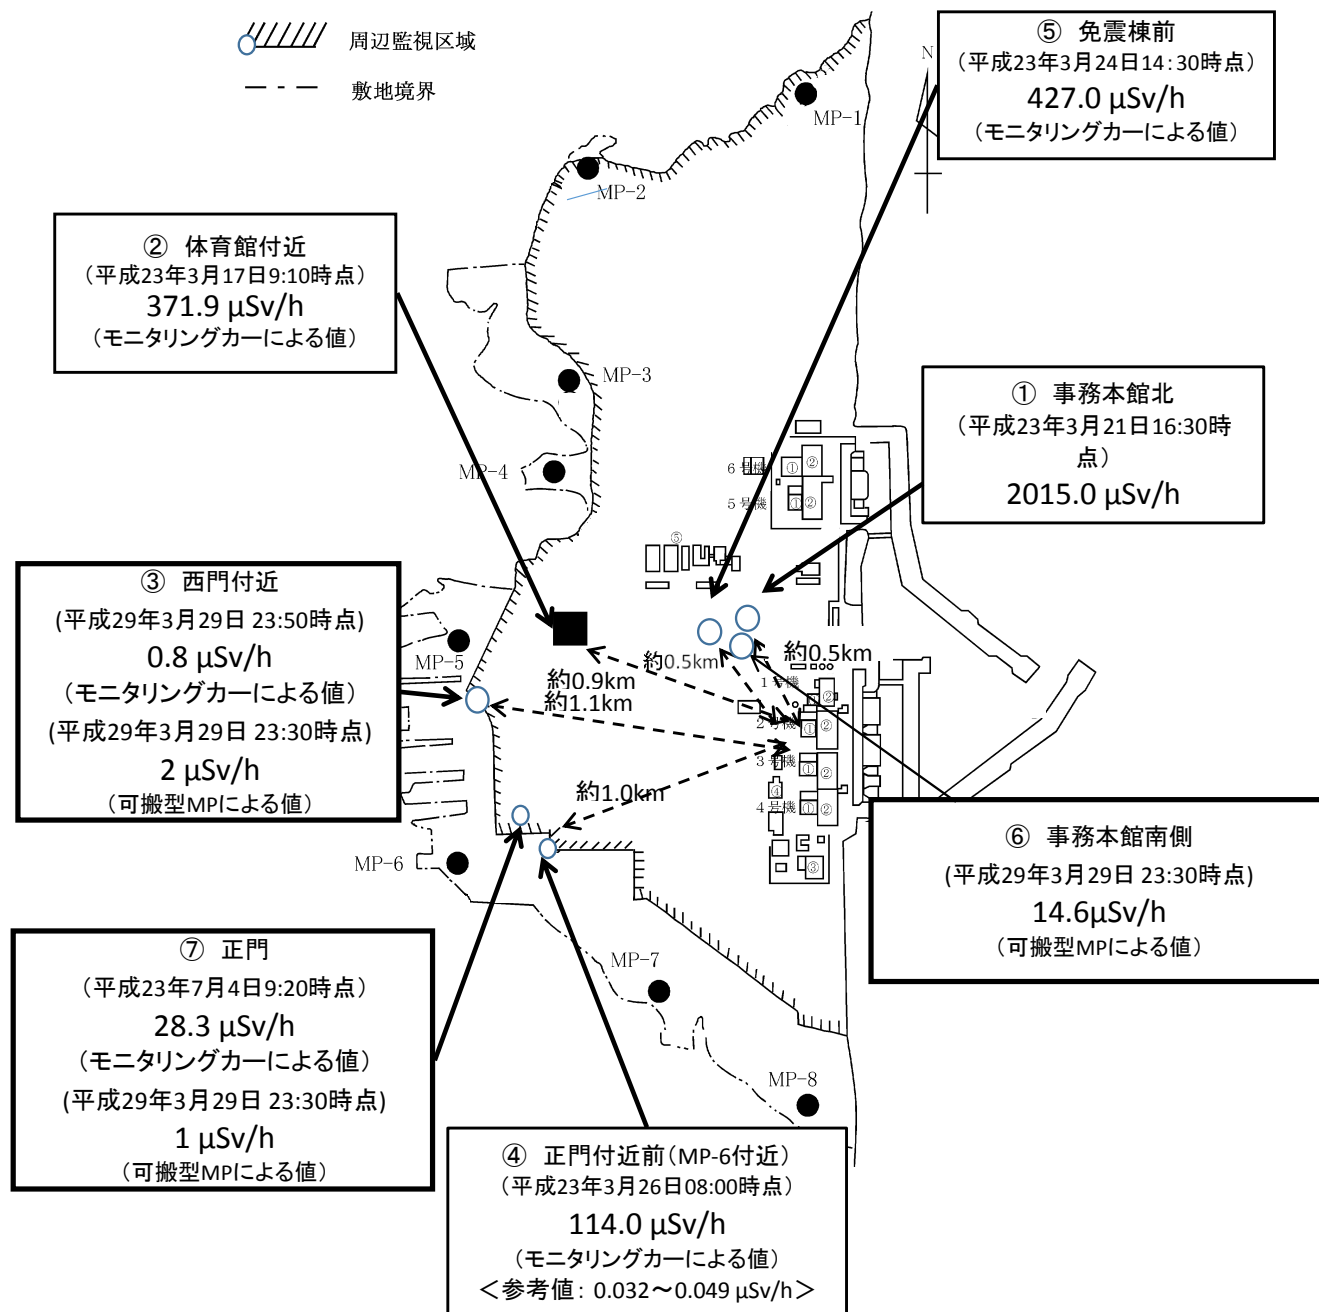 周辺監視区域
敷地境界
⑤ 免震棟前
（平成23年3月24日14：30時点）
427.0 μSv/h
（モニタリングカーによる値）
N
MP-1
MP-2
② 体育館付近
（平成23年3月17日9:10時点）
371.9 μSv/h
（モニタリングカーによる値）
MP-3
① 事務本館北
（平成23年3月21日16:30時
点）
2015.0 μSv/h
MP-4
6号機
① ②
5号機
① ②
⑤
③ 西門付近
(平成29年3月29日 23:50時点)
0.8 μSv/h
（モニタリングカーによる値）
(平成29年3月29日 23:30時点)
2 μSv/h
（可搬型MPによる値）
MP-5
約0.5km
約0.5km
約0.9km
約1.1km
1号機
②
2号機
① ②
3号機
① ②
④
4号機
① ②
③
約1.0km
MP-6
⑥ 事務本館南側
(平成29年3月29日 23:30時点)
14.6μSv/h
（可搬型MPによる値）
⑦ 正門
（平成23年7月4日9:20時点）
28.3 μSv/h
（モニタリングカーによる値）
(平成29年3月29日 23:30時点)
1 μSv/h
（可搬型MPによる値）
MP-7
MP-8
④ 正門付近前（MP-6付近）
（平成23年3月26日08:00時点）
114.0 μSv/h
（モニタリングカーによる値）
＜参考値： 0.032～0.049 μSv/h＞